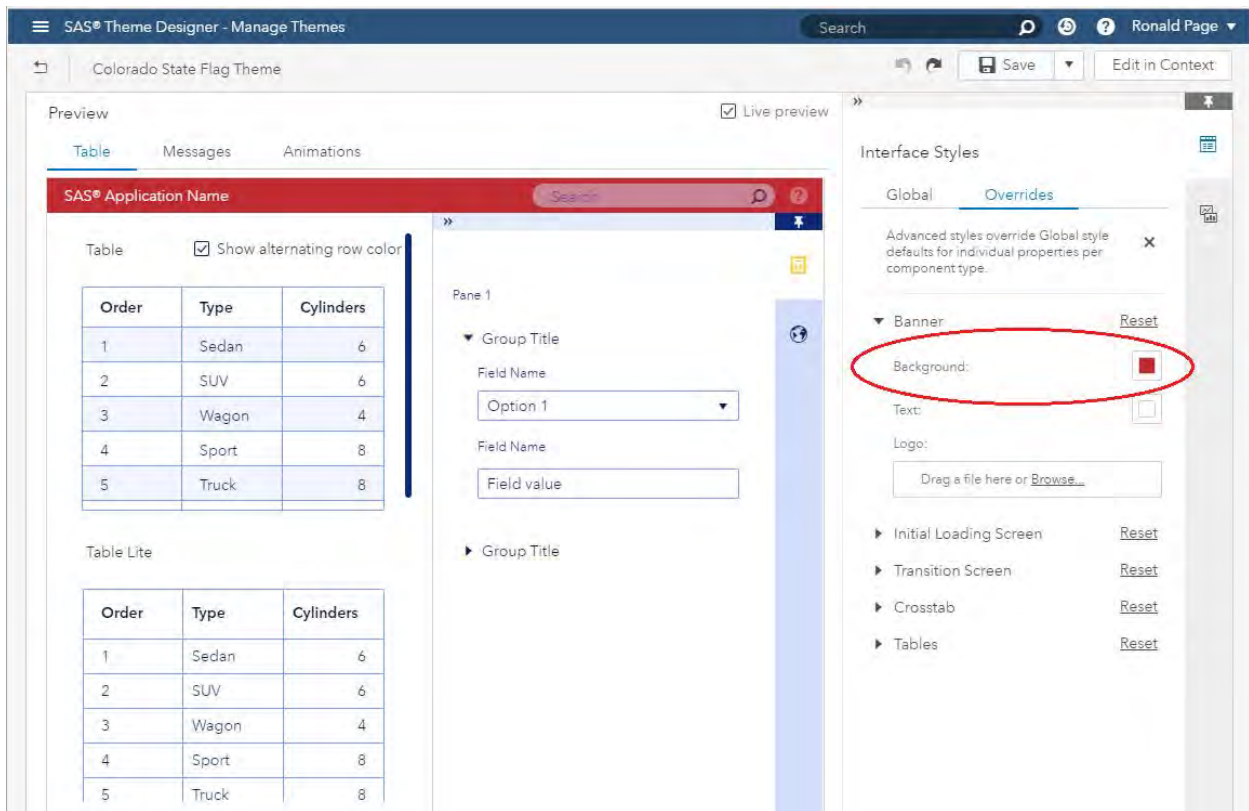 SAS® Theme Designer - Manage Themes
Search
Ronald Page
Colorado State Flag Theme
Save
Edit in Context
Preview
Live preview
Table Messages Animations
SAS® Application Name
Search
Table
Show alternating row color
Order Type Cylinders
1 Sedan 6
2 SUV 6
3 Wagon 4
4 Sport 8
5 Truck 8
Table Lite
Order Type Cylinders
1 Sedan 6
2 SUV 6
3 Wagon 4
4 Sport 8
5 Truck 8
Pane 1
Group Title
Field Name
Option 1
Field Name
Field value
Group Title
Interface Styles
Global Overrides
Advanced styles override Global style
defaults for individual properties per
component type.
Banner Reset
Background:
Text:
Logo:
Drag a file here or Browse...
Initial Loading Screen Reset
Transition Screen Reset
Crosstab Reset
Tables Reset